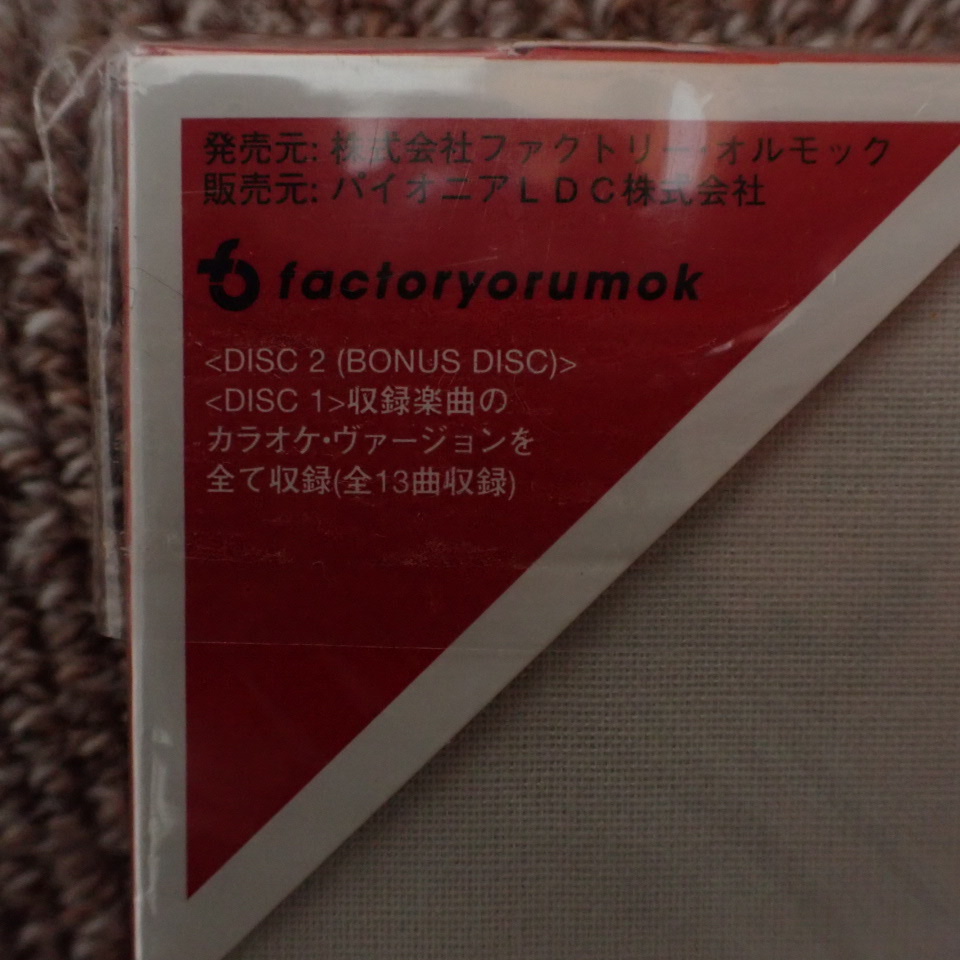 発売元: 株式会社ファクトリー・オルモック
販売元: パイオニアＬＤＣ株式会社
factoryorumok
<DISC 2 (BONUS DISC)>
<DISC 1>収録楽曲の
カラオケ・ヴァージョンを
全て収録(全13曲収録)